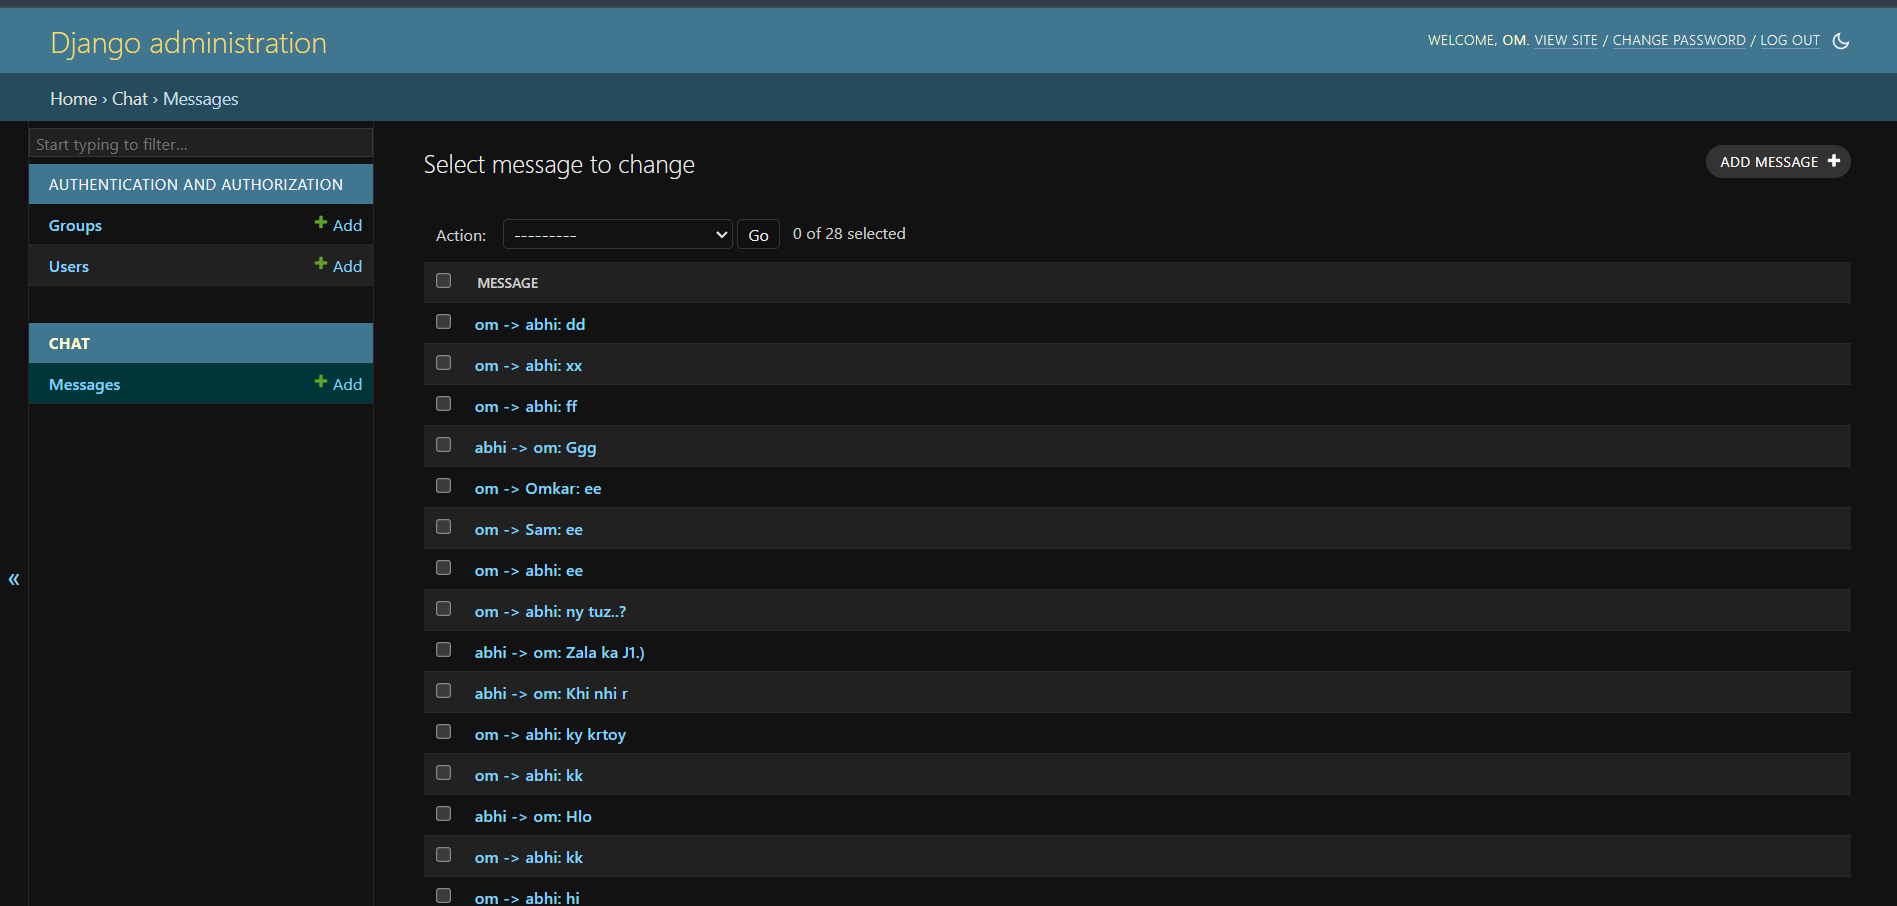 Django administration
WELCOME, OM. VIEW SITE / CHANGE PASSWORD / LOG OUT
Home › Chat › Messages
Start typing to filter...
AUTHENTICATION AND AUTHORIZATION
Groups + Add
Users + Add
CHAT
Messages + Add
«
Select message to change
ADD MESSAGE +
Action: --------- Go 0 of 28 selected
MESSAGE
om -> abhi: dd
om -> abhi: xx
om -> abhi: ff
abhi -> om: Ggg
om -> Omkar: ee
om -> Sam: ee
om -> abhi: ee
om -> abhi: ny tuz..?
abhi -> om: Zala ka J1.)
abhi -> om: Khi nhi r
om -> abhi: ky krtoy
om -> abhi: kk
abhi -> om: Hlo
om -> abhi: kk
om -> abhi: hi